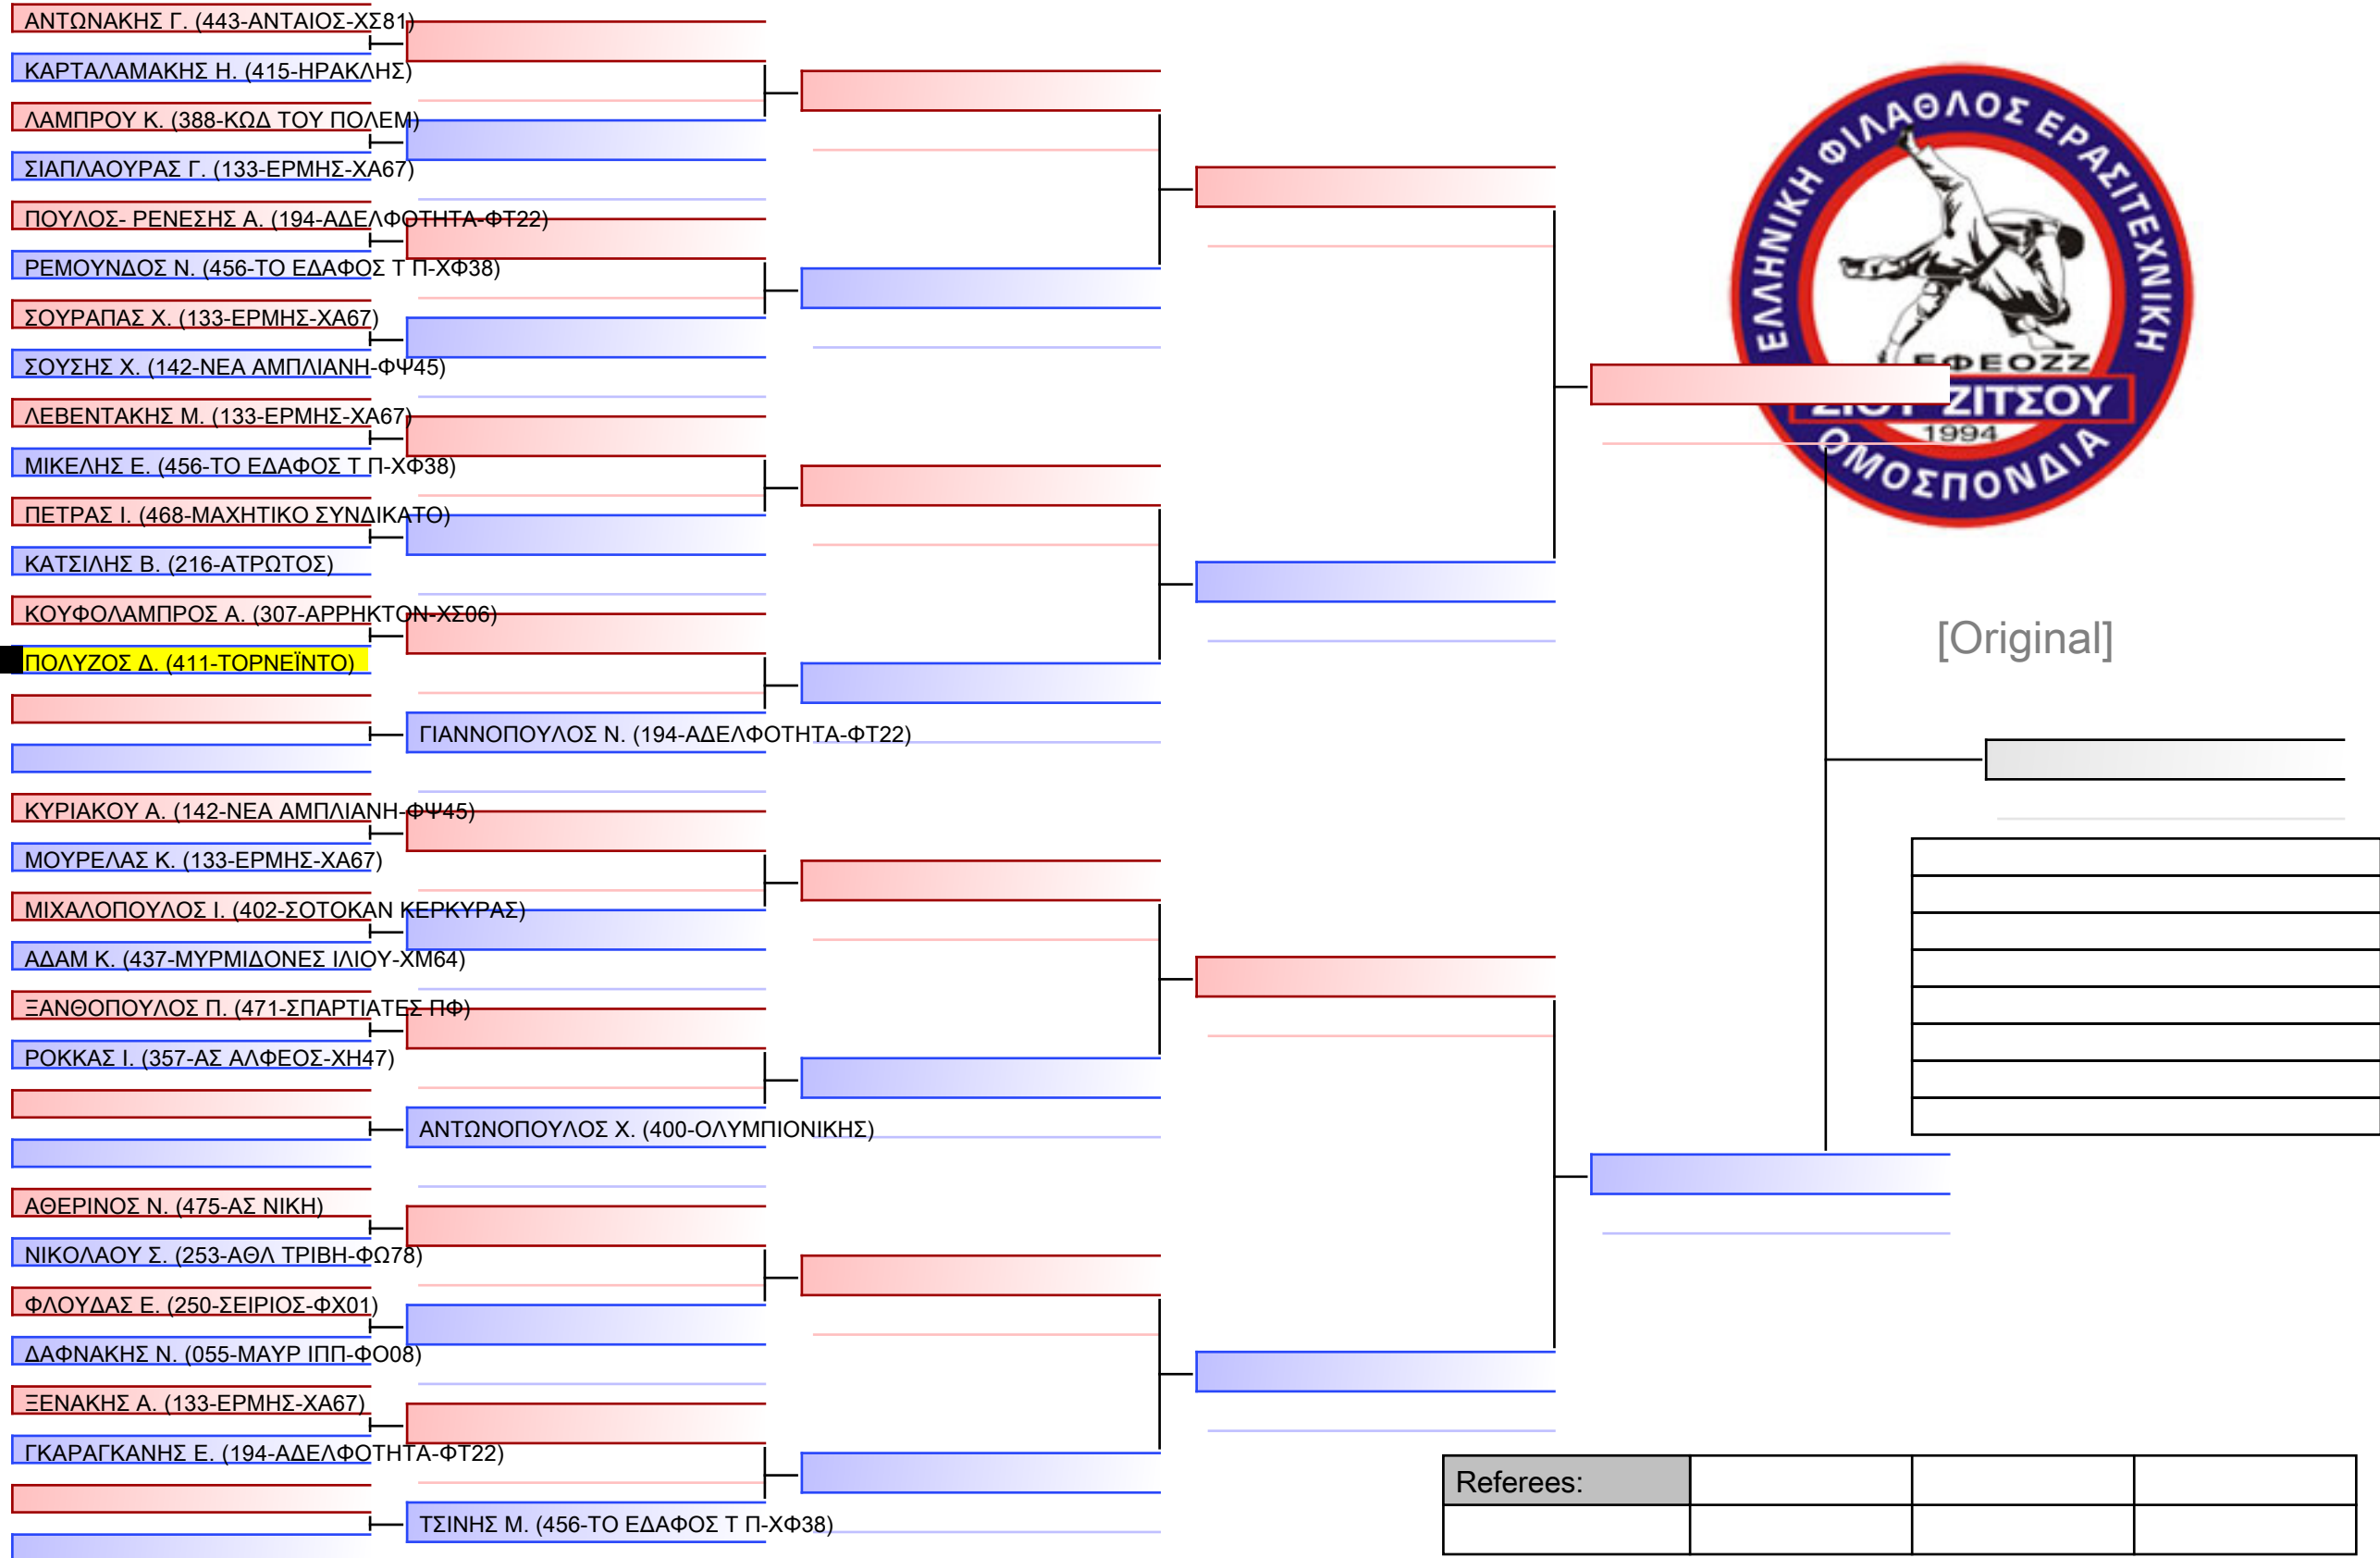 ΑΝΤΩΝΑΚΗΣ Γ. (443-ΑΝΤΑΙΟΣ-ΧΣ81)
ΚΑΡΤΑΛΑΜΑΚΗΣ Η. (415-ΗΡΑΚΛΗΣ)
ΛΑΜΠΡΟΥ Κ. (388-ΚΩΔ ΤΟΥ ΠΟΛΕΜ)
ΣΙΑΠΛΑΟΥΡΑΣ Γ. (133-ΕΡΜΗΣ-ΧΑ67)
ΠΟΥΛΟΣ- ΡΕΝΕΣΗΣ Α. (194-ΑΔΕΛΦΟΤΗΤΑ-ΦΤ22)
ΡΕΜΟΥΝΔΟΣ Ν. (456-ΤΟ ΕΔΑΦΟΣ Τ Π-ΧΦ38)
ΣΟΥΡΑΠΑΣ Χ. (133-ΕΡΜΗΣ-ΧΑ67)
ΣΟΥΣΗΣ Χ. (142-ΝΕΑ ΑΜΠΛΙΑΝΗ-ΦΨ45)
ΛΕΒΕΝΤΑΚΗΣ Μ. (133-ΕΡΜΗΣ-ΧΑ67)
ΜΙΚΕΛΗΣ Ε. (456-ΤΟ ΕΔΑΦΟΣ Τ Π-ΧΦ38)
ΠΕΤΡΑΣ Ι. (468-ΜΑΧΗΤΙΚΟ ΣΥΝΔΙΚΑΤΟ)
ΚΑΤΣΙΛΗΣ Β. (216-ΑΤΡΩΤΟΣ)
ΚΟΥΦΟΛΑΜΠΡΟΣ Α. (307-ΑΡΡΗΚΤΟΝ-ΧΣ06)
ΠΟΛΥΖΟΣ Δ. (411-ΤΟΡΝΕΪΝΤΟ)
ΓΙΑΝΝΟΠΟΥΛΟΣ Ν. (194-ΑΔΕΛΦΟΤΗΤΑ-ΦΤ22)
ΚΥΡΙΑΚΟΥ Α. (142-ΝΕΑ ΑΜΠΛΙΑΝΗ-ΦΨ45)
ΜΟΥΡΕΛΑΣ Κ. (133-ΕΡΜΗΣ-ΧΑ67)
ΜΙΧΑΛΟΠΟΥΛΟΣ Ι. (402-ΣΟΤΟΚΑΝ ΚΕΡΚΥΡΑΣ)
ΑΔΑΜ Κ. (437-ΜΥΡΜΙΔΟΝΕΣ ΙΛΙΟΥ-ΧΜ64)
ΞΑΝΘΟΠΟΥΛΟΣ Π. (471-ΣΠΑΡΤΙΑΤΕΣ ΠΦ)
ΡΟΚΚΑΣ Ι. (357-ΑΣ ΑΛΦΕΟΣ-ΧΗ47)
ΑΝΤΩΝΟΠΟΥΛΟΣ Χ. (400-ΟΛΥΜΠΙΟΝΙΚΗΣ)
ΑΘΕΡΙΝΟΣ Ν. (475-ΑΣ ΝΙΚΗ)
ΝΙΚΟΛΑΟΥ Σ. (253-ΑΘΛ ΤΡΙΒΗ-ΦΩ78)
ΦΛΟΥΔΑΣ Ε. (250-ΣΕΙΡΙΟΣ-ΦΧ01)
ΔΑΦΝΑΚΗΣ Ν. (055-ΜΑΥΡ ΙΠΠ-ΦΟ08)
ΞΕΝΑΚΗΣ Α. (133-ΕΡΜΗΣ-ΧΑ67)
ΓΚΑΡΑΓΚΑΝΗΣ Ε. (194-ΑΔΕΛΦΟΤΗΤΑ-ΦΤ22)
ΤΣΙΝΗΣ Μ. (456-ΤΟ ΕΔΑΦΟΣ Τ Π-ΧΦ38)
ΕΛΛΗΝΙΚΗ ΦΙΛΑΘΛΟΣ ΕΡΑΣΙΤΕΧΝΙΚΗ
ΕΦΕΟΖΖ
ΖΙΤΣΟΥ
1994
ΟΜΟΣΠΟΝΔΙΑ
[Original]
Referees: